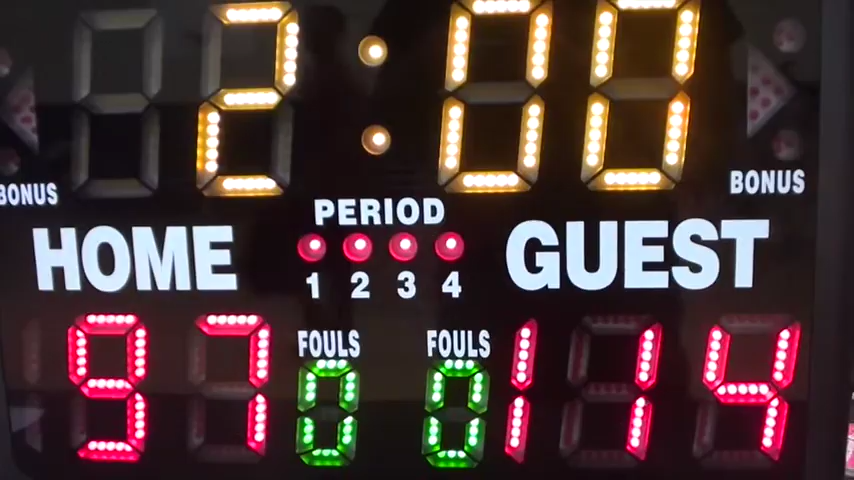 2:00
BONUS BONUS
PERIOD
HOME GUEST
1 2 3 4
FOULS FOULS
97 0 0 114